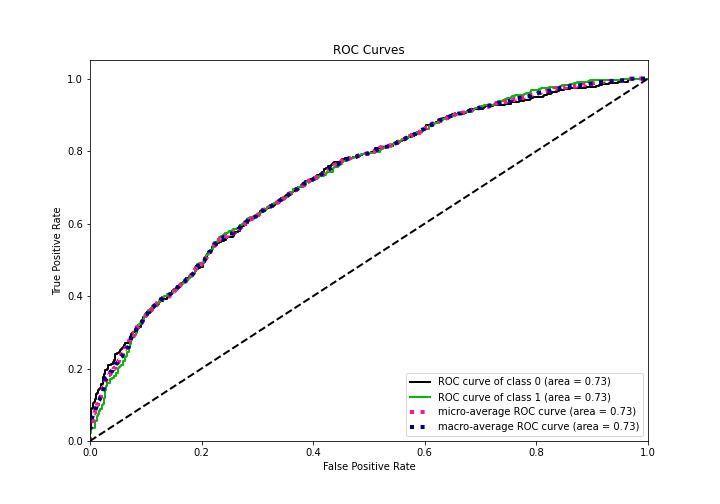 ROC Curves
True Positive Rate
1.0
0.8
0.6
0.4
0.2
0.0
ROC curve of class 0 (area = 0.73)
ROC curve of class 1 (area = 0.73)
micro-average ROC curve (area = 0.73)
macro-average ROC curve (area = 0.73)
0.0 0.2 0.4 0.6 0.8 1.0
False Positive Rate